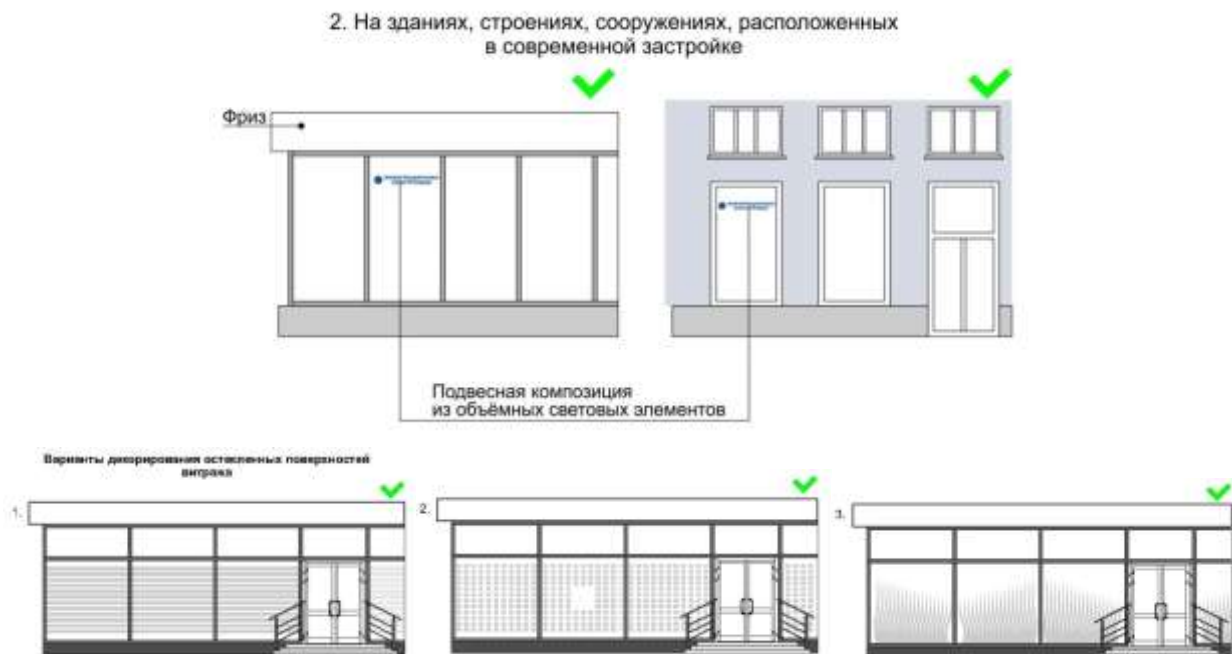 2. На зданиях, строениях, сооружениях, расположенных
в современной застройке
Фриз
Подвесная композиция
из объёмных световых элементов
Варианты декорирования остекленных поверхностей
витража
1.
2.
3.